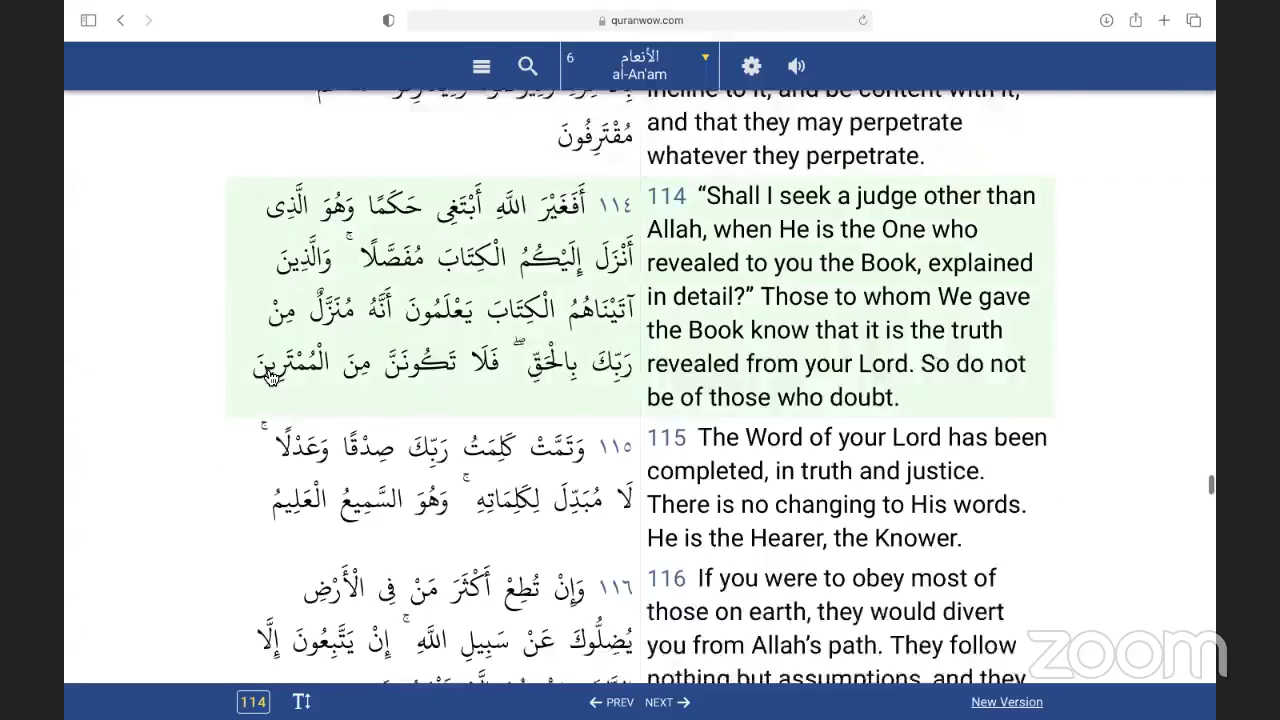 quranwow.com
6
الأنعام
al-An'am
مُقْتَرِفُونَ
incline to it, and be content with it,
and that they may perpetrate
whatever they perpetrate.
١١٤ أَفَغَيْرَ اللَّهِ أَبْتَغِى حَكَمًا وَهُوَ الَّذِى
أَنْزَلَ إِلَيْكُمُ الْكِتَابَ مُفَصَّلًا ۚ وَالَّذِينَ
آتَيْنَاهُمُ الْكِتَابَ يَعْلَمُونَ أَنَّهُ مُنَزَّلٌ مِنْ
رَبِّكَ بِالْحَقِّ ۖ فَلَا تَكُونَنَّ مِنَ الْمُمْتَرِينَ
114 “Shall I seek a judge other than
Allah, when He is the One who
revealed to you the Book, explained
in detail?” Those to whom We gave
the Book know that it is the truth
revealed from your Lord. So do not
be of those who doubt.
١١٥ وَتَمَّتْ كَلِمَتُ رَبِّكَ صِدْقًا وَعَدْلًا ۚ
لَا مُبَدِّلَ لِكَلِمَاتِهِ ۚ وَهُوَ السَّمِيعُ الْعَلِيمُ
115 The Word of your Lord has been
completed, in truth and justice.
There is no changing to His words.
He is the Hearer, the Knower.
١١٦ وَإِنْ تُطِعْ أَكْثَرَ مَنْ فِى الْأَرْضِ
يُضِلُّوكَ عَنْ سَبِيلِ اللَّهِ ۚ إِنْ يَتَّبِعُونَ إِلَّا
116 If you were to obey most of
those on earth, they would divert
you from Allah’s path. They follow
nothing but assumptions, and they
zoom
114
PREV NEXT
New Version